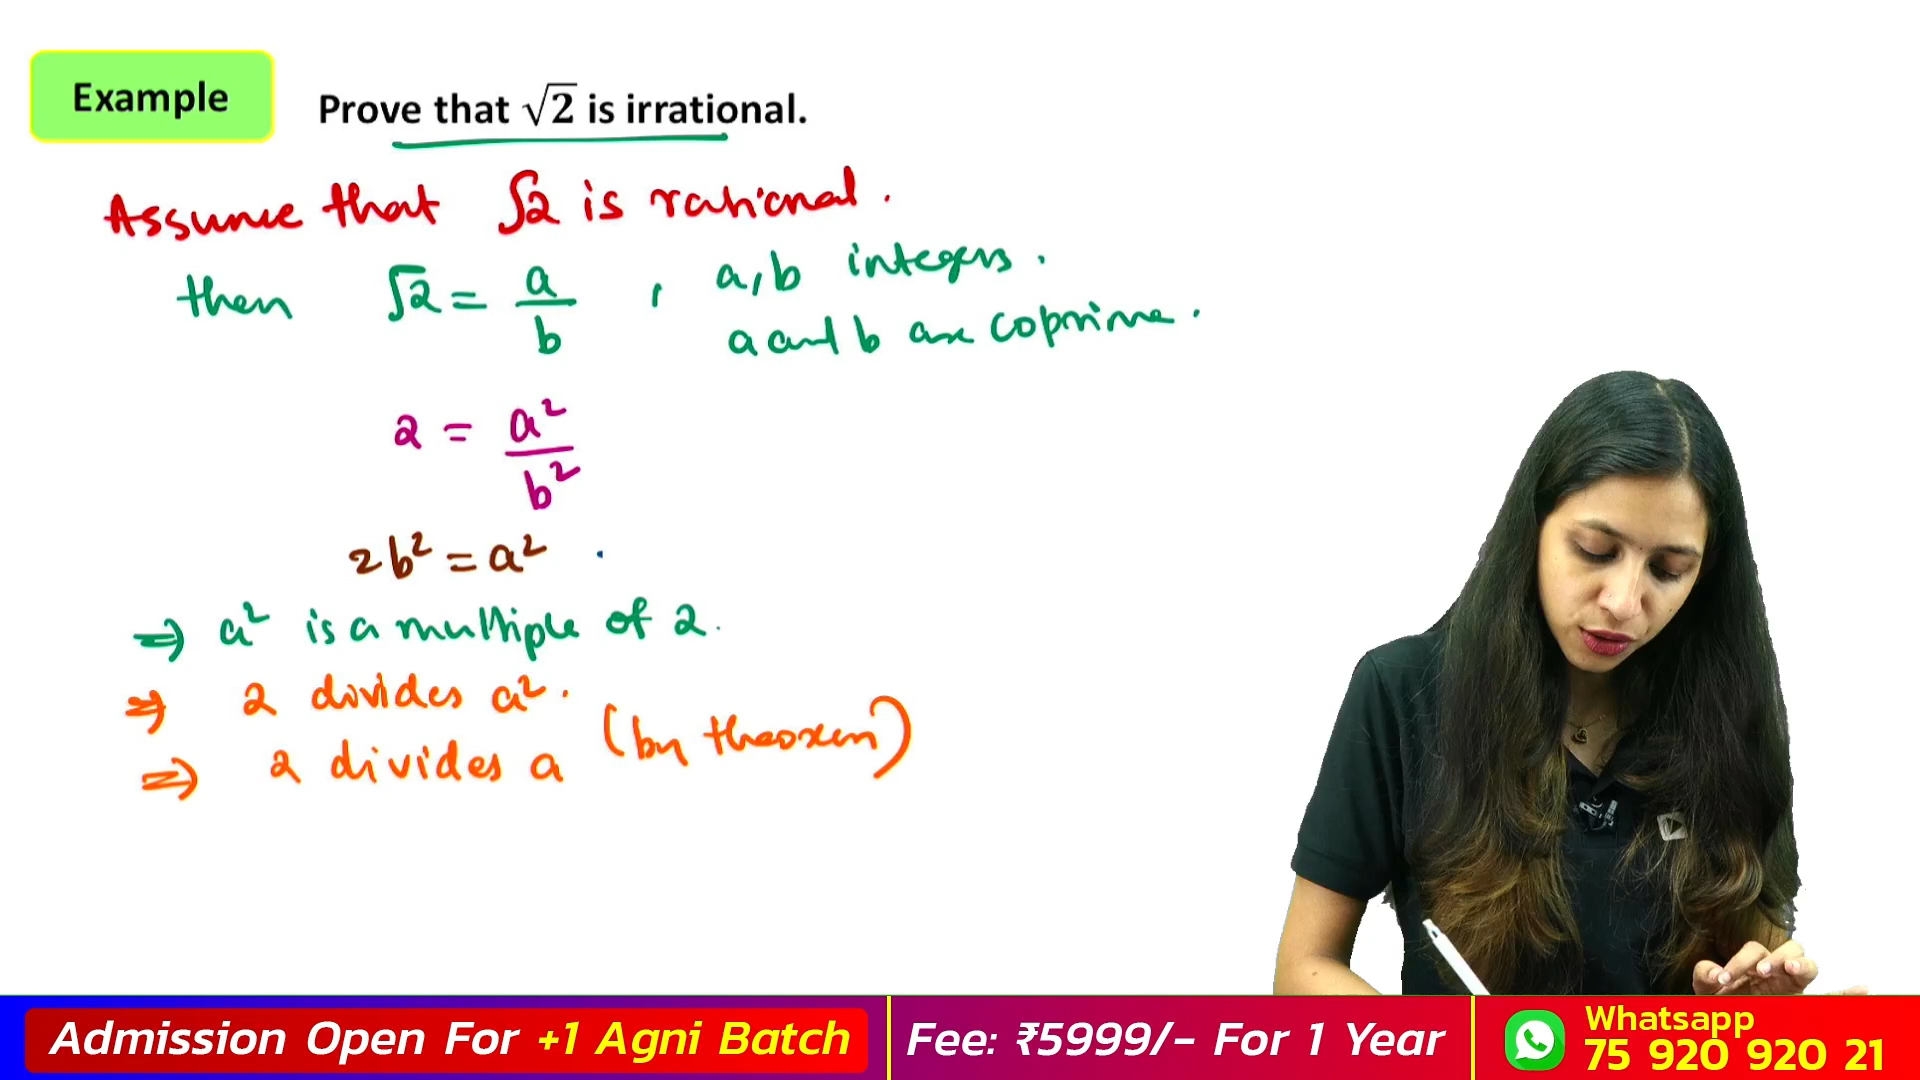 Example
Prove that √2 is irrational.
Assume that √2 is rational.
then √2 = a/b , a,b integers.
a and b are coprime.
2 = a²/b²
2b² = a²
⇒ a² is a multiple of 2.
⇒ 2 divides a².
⇒ 2 divides a (by theorem)
Admission Open For +1 Agni Batch
Fee: ₹5999/- For 1 Year
Whatsapp
75 920 920 21